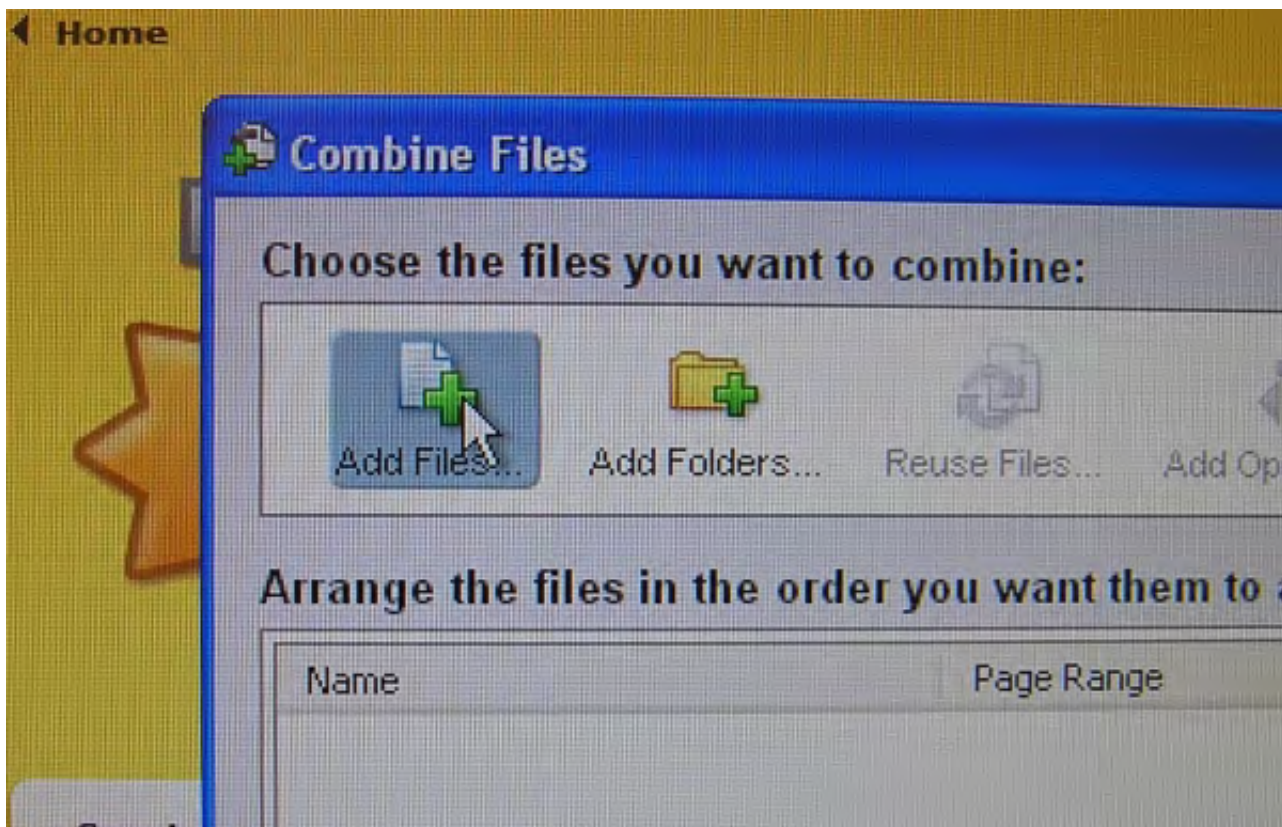 Home
Combine Files
Choose the files you want to combine:
Add Files... Add Folders... Reuse Files... Add Op
Arrange the files in the order you want them to
Name Page Range